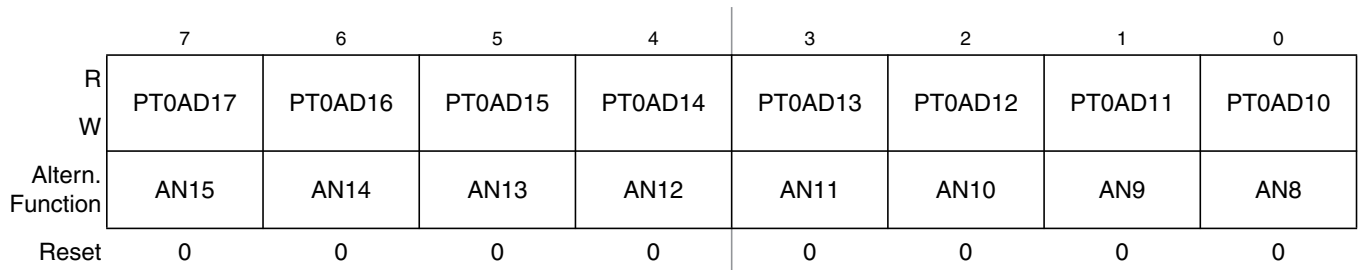 7 6 5 4 3 2 1 0
R
W
PT0AD17 PT0AD16 PT0AD15 PT0AD14 PT0AD13 PT0AD12 PT0AD11 PT0AD10
Altern.
Function
AN15 AN14 AN13 AN12 AN11 AN10 AN9 AN8
Reset 0 0 0 0 0 0 0 0